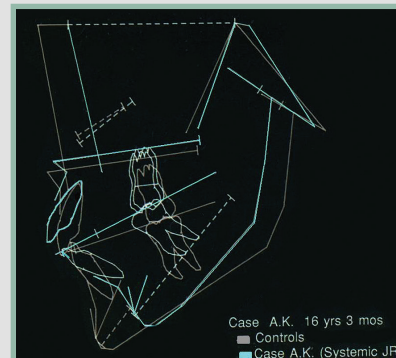 Case A.K. 16 yrs 3 mos
Controls
Case A.K. (Systemic JR